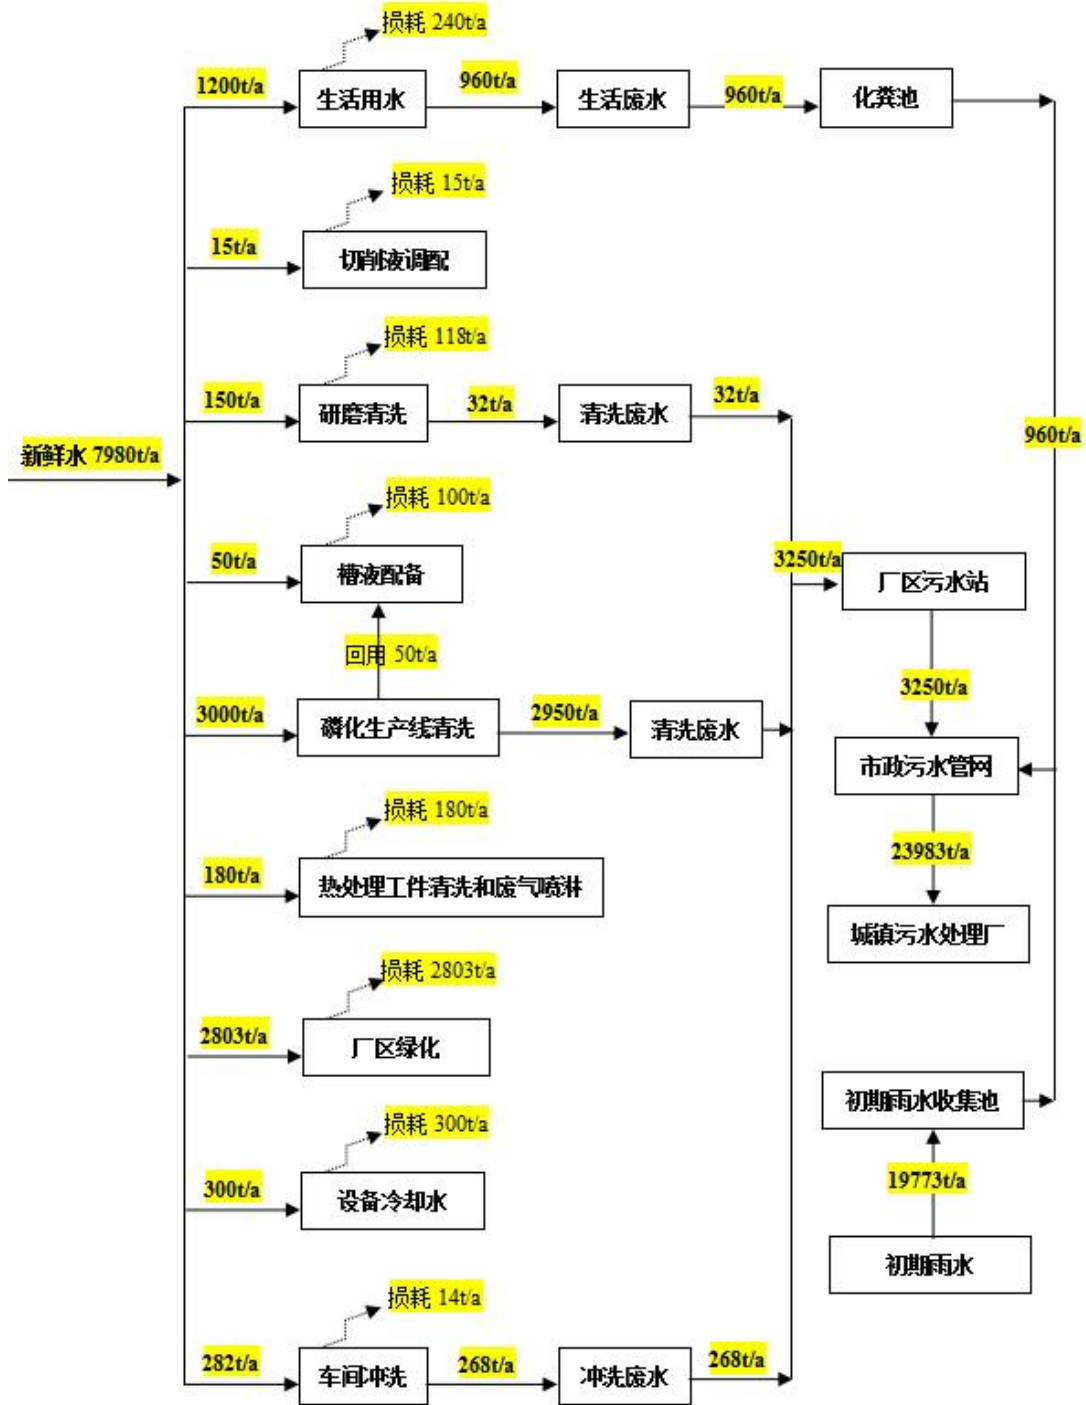 损耗 240t/a
1200t/a
生活用水
960t/a
生活废水
960t/a
化粪池
损耗 15t/a
15t/a
切削液调配
损耗 118t/a
150t/a
研磨清洗
32t/a
清洗废水
32t/a
960t/a
新鲜水 7980t/a
损耗 100t/a
50t/a
槽液配备
3250t/a
厂区污水站
回用 50t/a
3250t/a
3000t/a
磷化生产线清洗
2950t/a
清洗废水
市政污水管网
损耗 180t/a
23983t/a
180t/a
热处理工件清洗和废气喷淋
城镇污水处理厂
损耗 2803t/a
2803t/a
厂区绿化
初期雨水收集池
损耗 300t/a
300t/a
设备冷却水
19773t/a
初期雨水
损耗 14t/a
282t/a
车间冲洗
268t/a
冲洗废水
268t/a